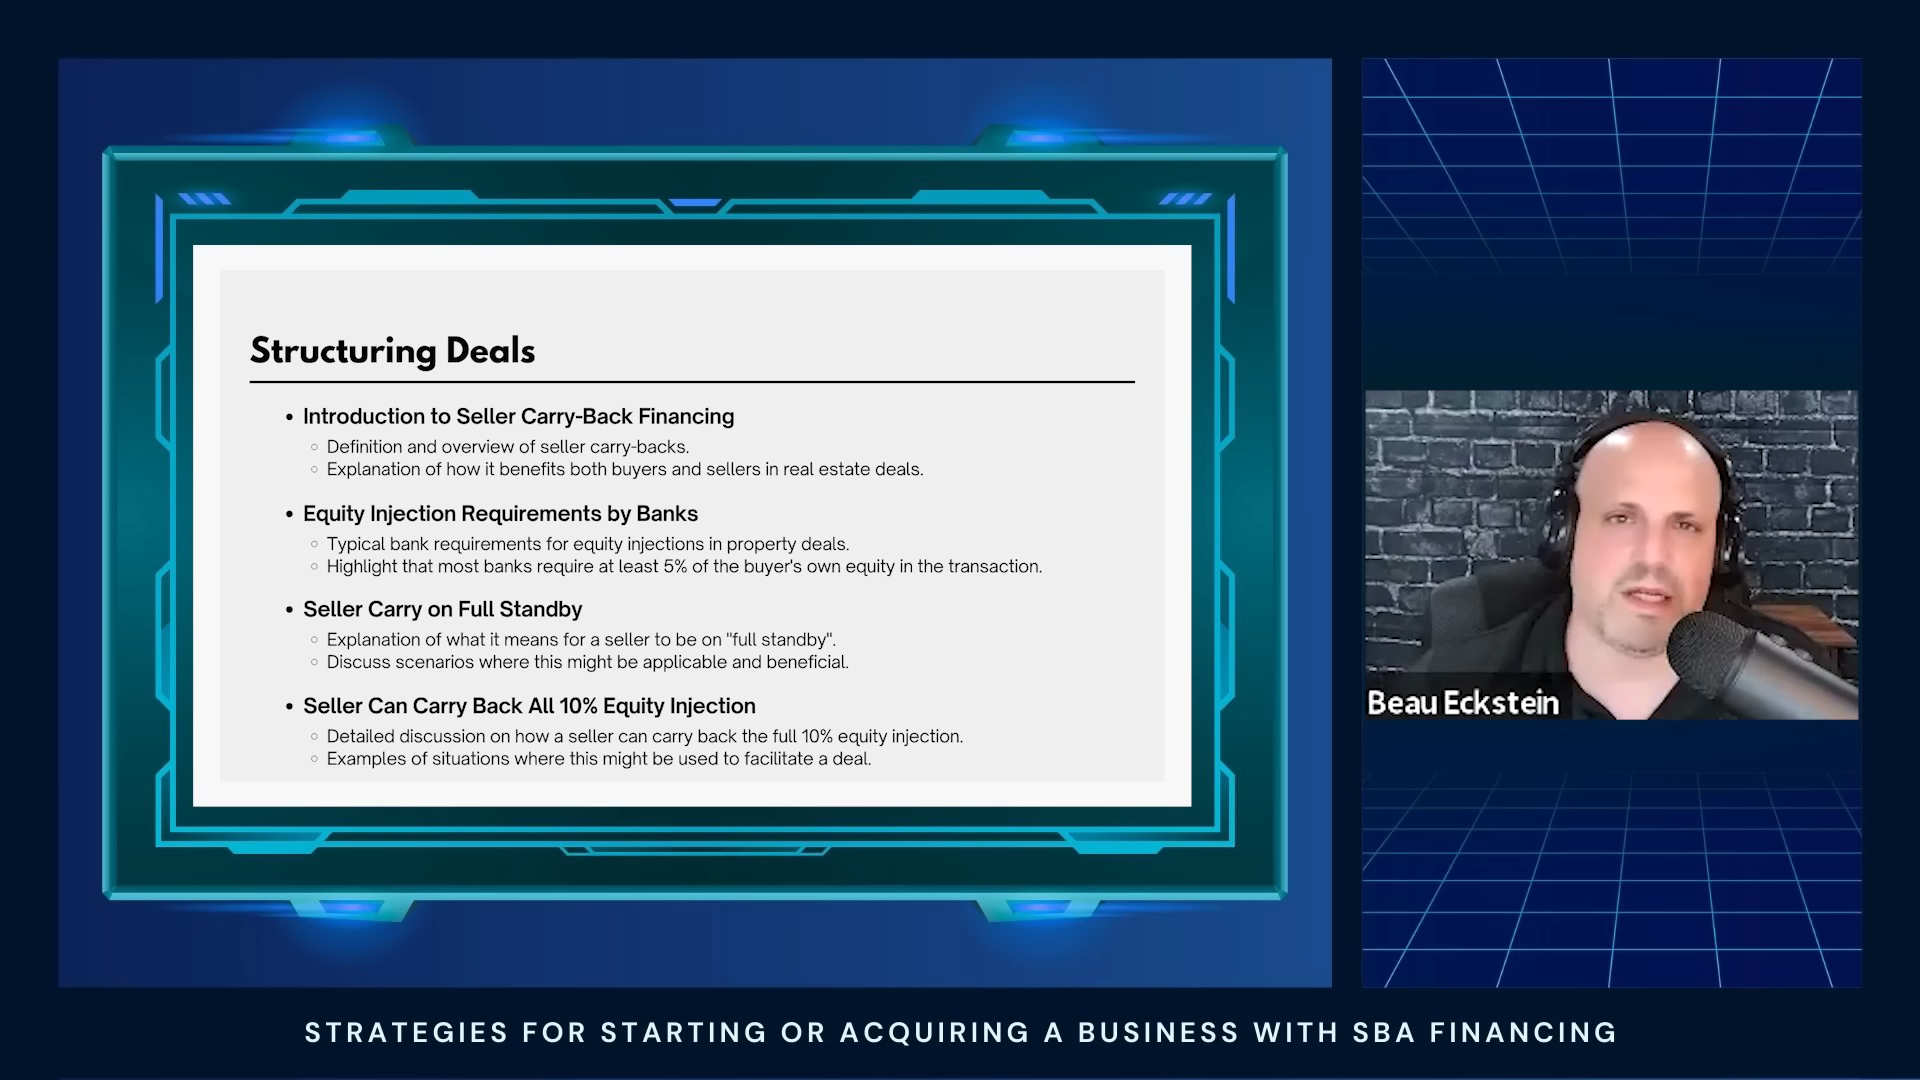 Structuring Deals
• Introduction to Seller Carry-Back Financing
○ Definition and overview of seller carry-backs.
○ Explanation of how it benefits both buyers and sellers in real estate deals.
• Equity Injection Requirements by Banks
○ Typical bank requirements for equity injections in property deals.
○ Highlight that most banks require at least 5% of the buyer's own equity in the transaction.
• Seller Carry on Full Standby
○ Explanation of what it means for a seller to be on "full standby".
○ Discuss scenarios where this might be applicable and beneficial.
• Seller Can Carry Back All 10% Equity Injection
○ Detailed discussion on how a seller can carry back the full 10% equity injection.
○ Examples of situations where this might be used to facilitate a deal.
Beau Eckstein
STRATEGIES FOR STARTING OR ACQUIRING A BUSINESS WITH SBA FINANCING